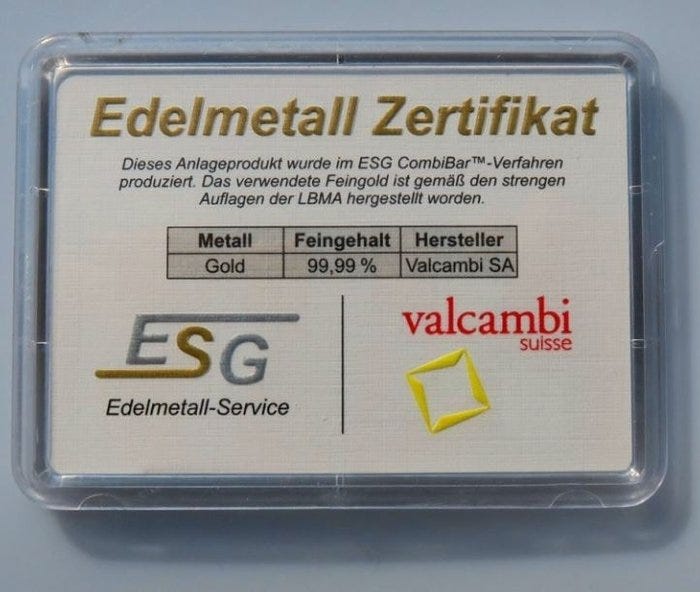 Edelmetall Zertifikat
Dieses Anlageprodukt wurde im ESG CombiBar™-Verfahren
produziert. Das verwendete Feingold ist gemäß den strengen
Auflagen der LBMA hergestellt worden.
Metall Feingehalt Hersteller
Gold 99,99 % Valcambi SA
ESG
Edelmetall-Service
valcambi
suisse